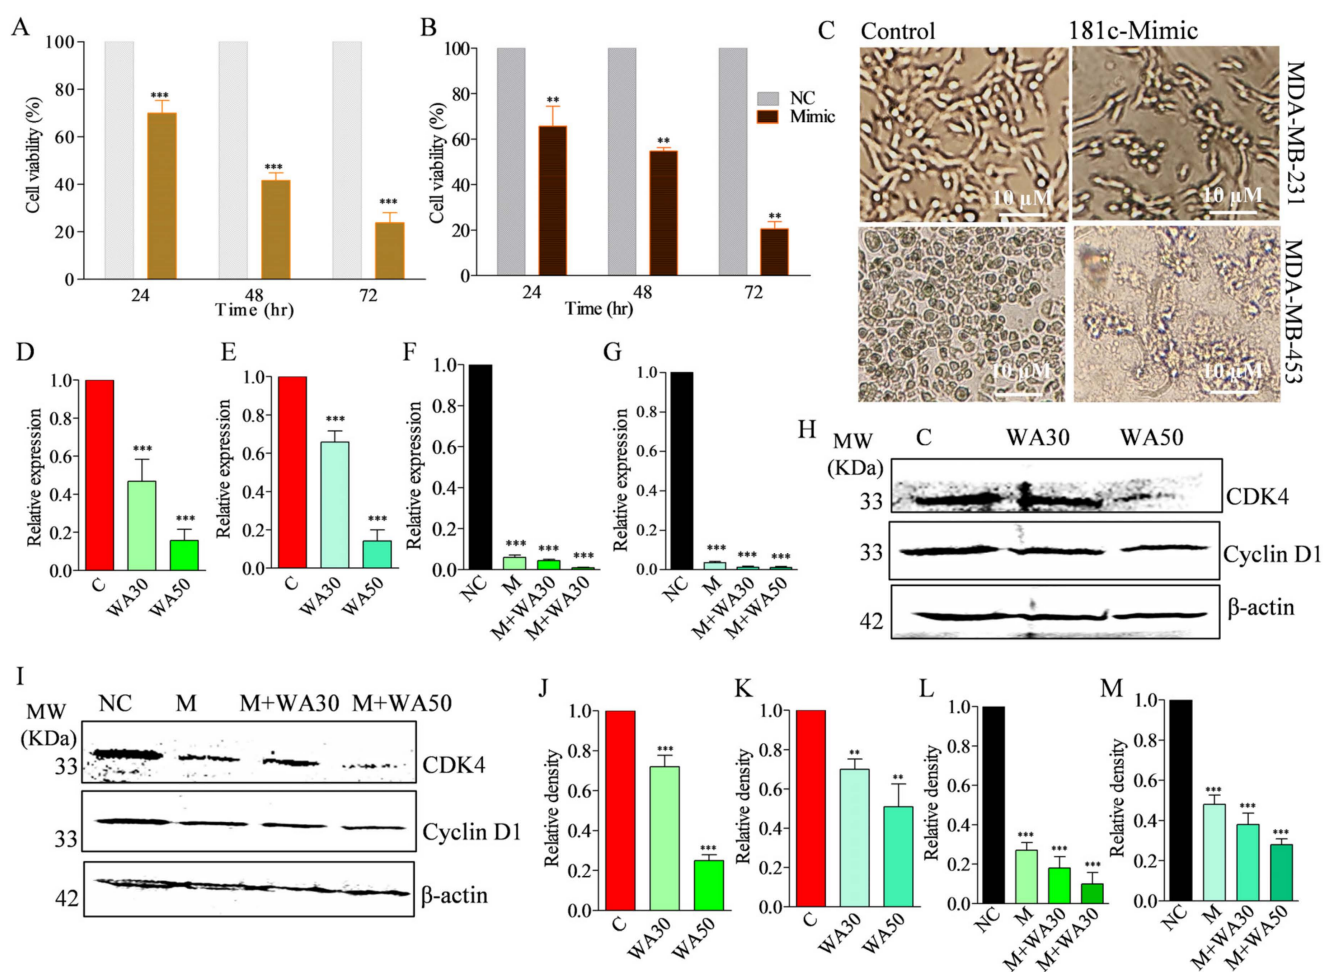 A
Cell viability (%)
100
80
60
40
20
0
***
***
***
24 48 72
Time (hr)
B
Cell viability (%)
100
80
60
40
20
0
**
**
**
NC
Mimic
24 48 72
Time (hr)
C
Control 181c-Mimic
MDA-MB-231
MDA-MB-453
10 µM
10 µM
10 µM
10 µM
D
Relative expression
1.0
0.8
0.6
0.4
0.2
0.0
***
***
C WA30 WA50
E
Relative expression
1.0
0.8
0.6
0.4
0.2
0.0
***
***
C WA30 WA50
F
Relative expression
1.0
0.8
0.6
0.4
0.2
0.0
*** *** ***
NC M M+WA30 M+WA30
G
Relative expression
1.0
0.8
0.6
0.4
0.2
0.0
*** *** ***
NC M M+WA30 M+WA50
H
MW
(KDa)
C WA30 WA50
33 CDK4
33 Cyclin D1
42 β-actin
I
MW
(KDa)
NC M M+WA30 M+WA50
33 CDK4
33 Cyclin D1
42 β-actin
J
Relative density
1.0
0.8
0.6
0.4
0.2
0.0
***
***
C WA30 WA50
K
Relative density
1.0
0.8
0.6
0.4
0.2
0.0
**
**
C WA30 WA50
L
Relative density
1.0
0.8
0.6
0.4
0.2
0.0
*** *** ***
NC M M+WA30 M+WA30
M
Relative density
1.0
0.8
0.6
0.4
0.2
0.0
*** *** ***
NC M M+WA30 M+WA50